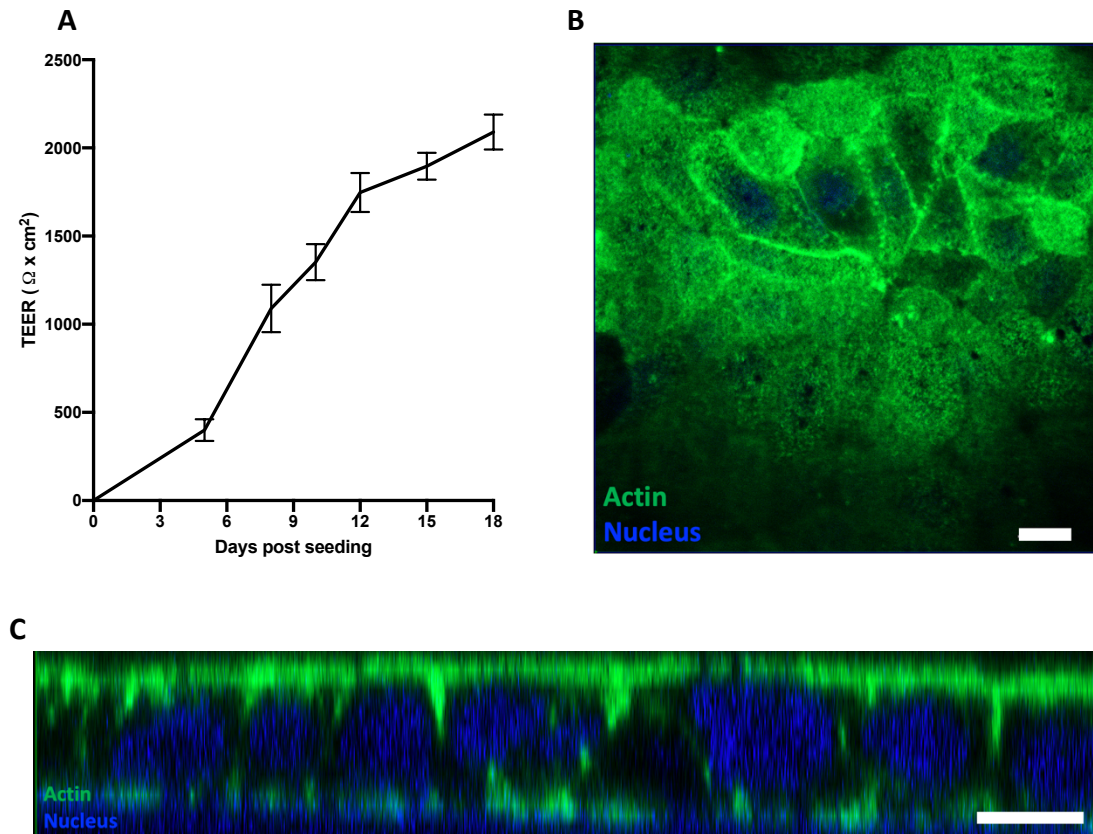 A
2500
2000
1500
1000
500
0
TEER ( Ω x cm²)
0 3 6 9 12 15 18
Days post seeding
B
Actin
Nucleus
C
Actin
Nucleus